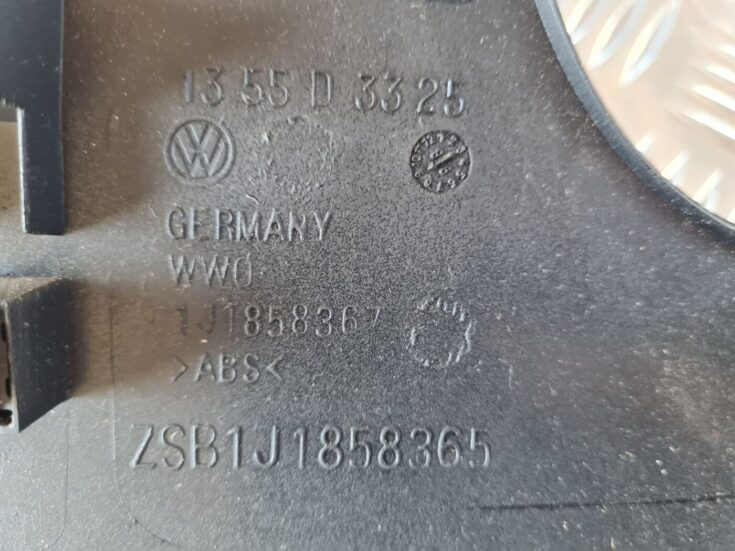 13 55 D 33 25
GERMANY
WWO
1J1858367
>ABS<
ZSB1J1858365